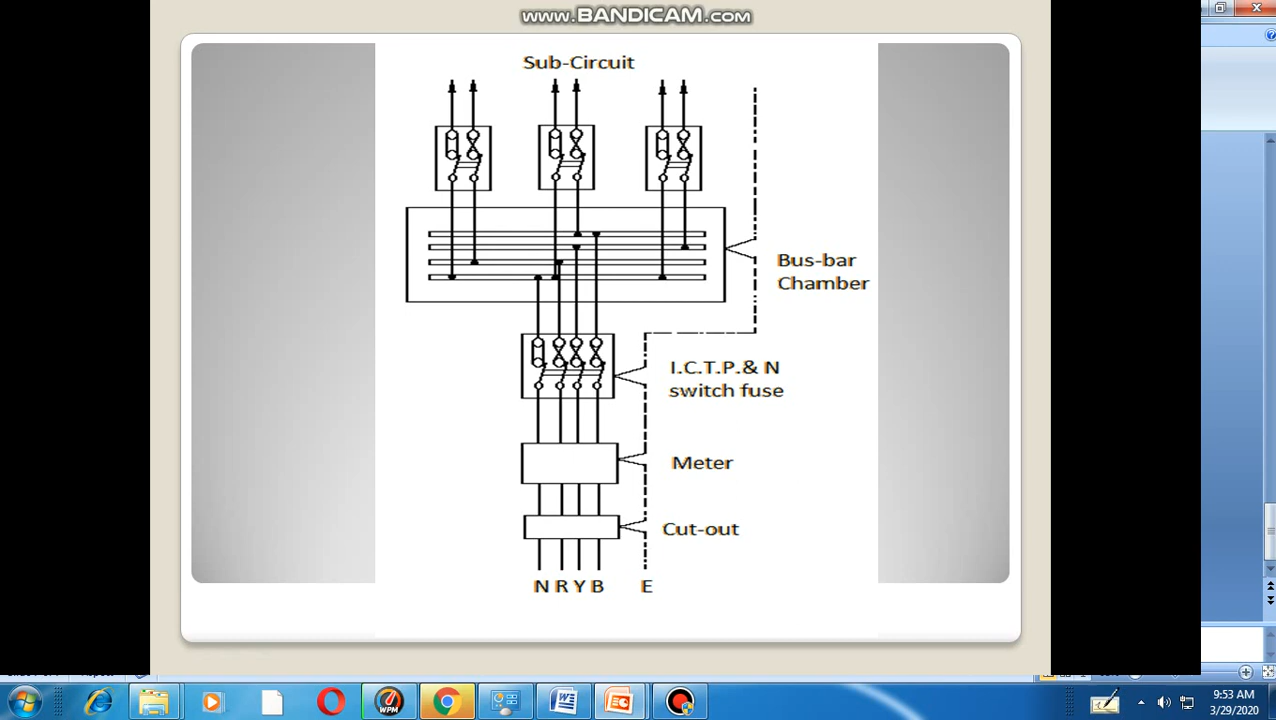 www.BANDICAM.com
Sub-Circuit
Bus-bar
Chamber
I.C.T.P.& N
switch fuse
Meter
Cut-out
N R Y B E
WPM
9:53 AM
3/29/2020